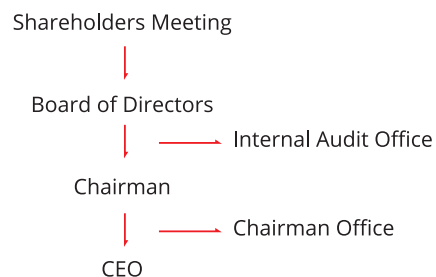 Shareholders Meeting
Board of Directors
Internal Audit Office
Chairman
Chairman Office
CEO